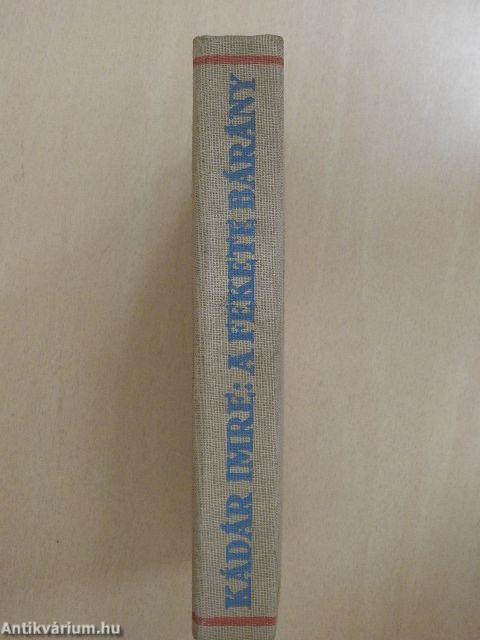 KÁDÁR IMRE: A FEKETE BÁRÁNY
Antikvárium.hu